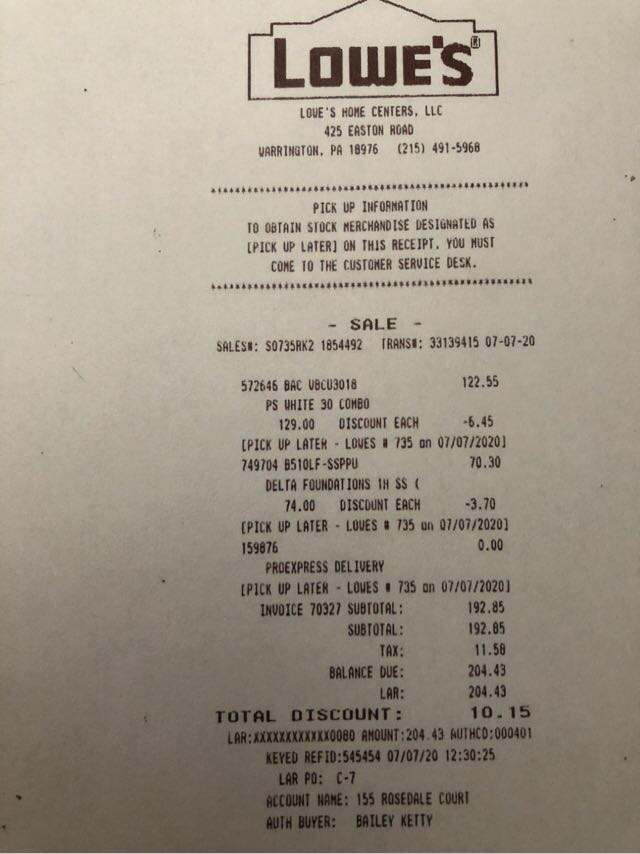 LOWE'S®
LOWE'S HOME CENTERS, LLC
425 EASTON ROAD
WARRINGTON, PA 18976 (215) 491-5968
PICK UP INFORMATION
TO OBTAIN STOCK MERCHANDISE DESIGNATED AS
[PICK UP LATER] ON THIS RECEIPT, YOU MUST
COME TO THE CUSTOMER SERVICE DESK.
- SALE -
SALES#: S0735RK2 1854492 TRANS#: 33139415 07-07-20
572646 BAC VBCU3018 122.55
PS WHITE 30 COMBO
129.00 DISCOUNT EACH -6.45
[PICK UP LATER - LOWES # 735 on 07/07/2020]
749704 B510LF-SSPPU 70.30
DELTA FOUNDATIONS 1H SS (
74.00 DISCOUNT EACH -3.70
[PICK UP LATER - LOWES # 735 on 07/07/2020]
159876 0.00
PROEXPRESS DELIVERY
[PICK UP LATER - LOWES # 735 on 07/07/2020]
INVOICE 70327 SUBTOTAL: 192.85
SUBTOTAL: 192.85
TAX: 11.58
BALANCE DUE: 204.43
LAR: 204.43
TOTAL DISCOUNT: 10.15
LAR:XXXXXXXXXXXX0080 AMOUNT:204.43 AUTHCD:000401
KEYED REFID:545454 07/07/20 12:30:25
LAR PO: C-7
ACCOUNT NAME: 155 ROSEDALE COURT
AUTH BUYER: BAILEY KETTY